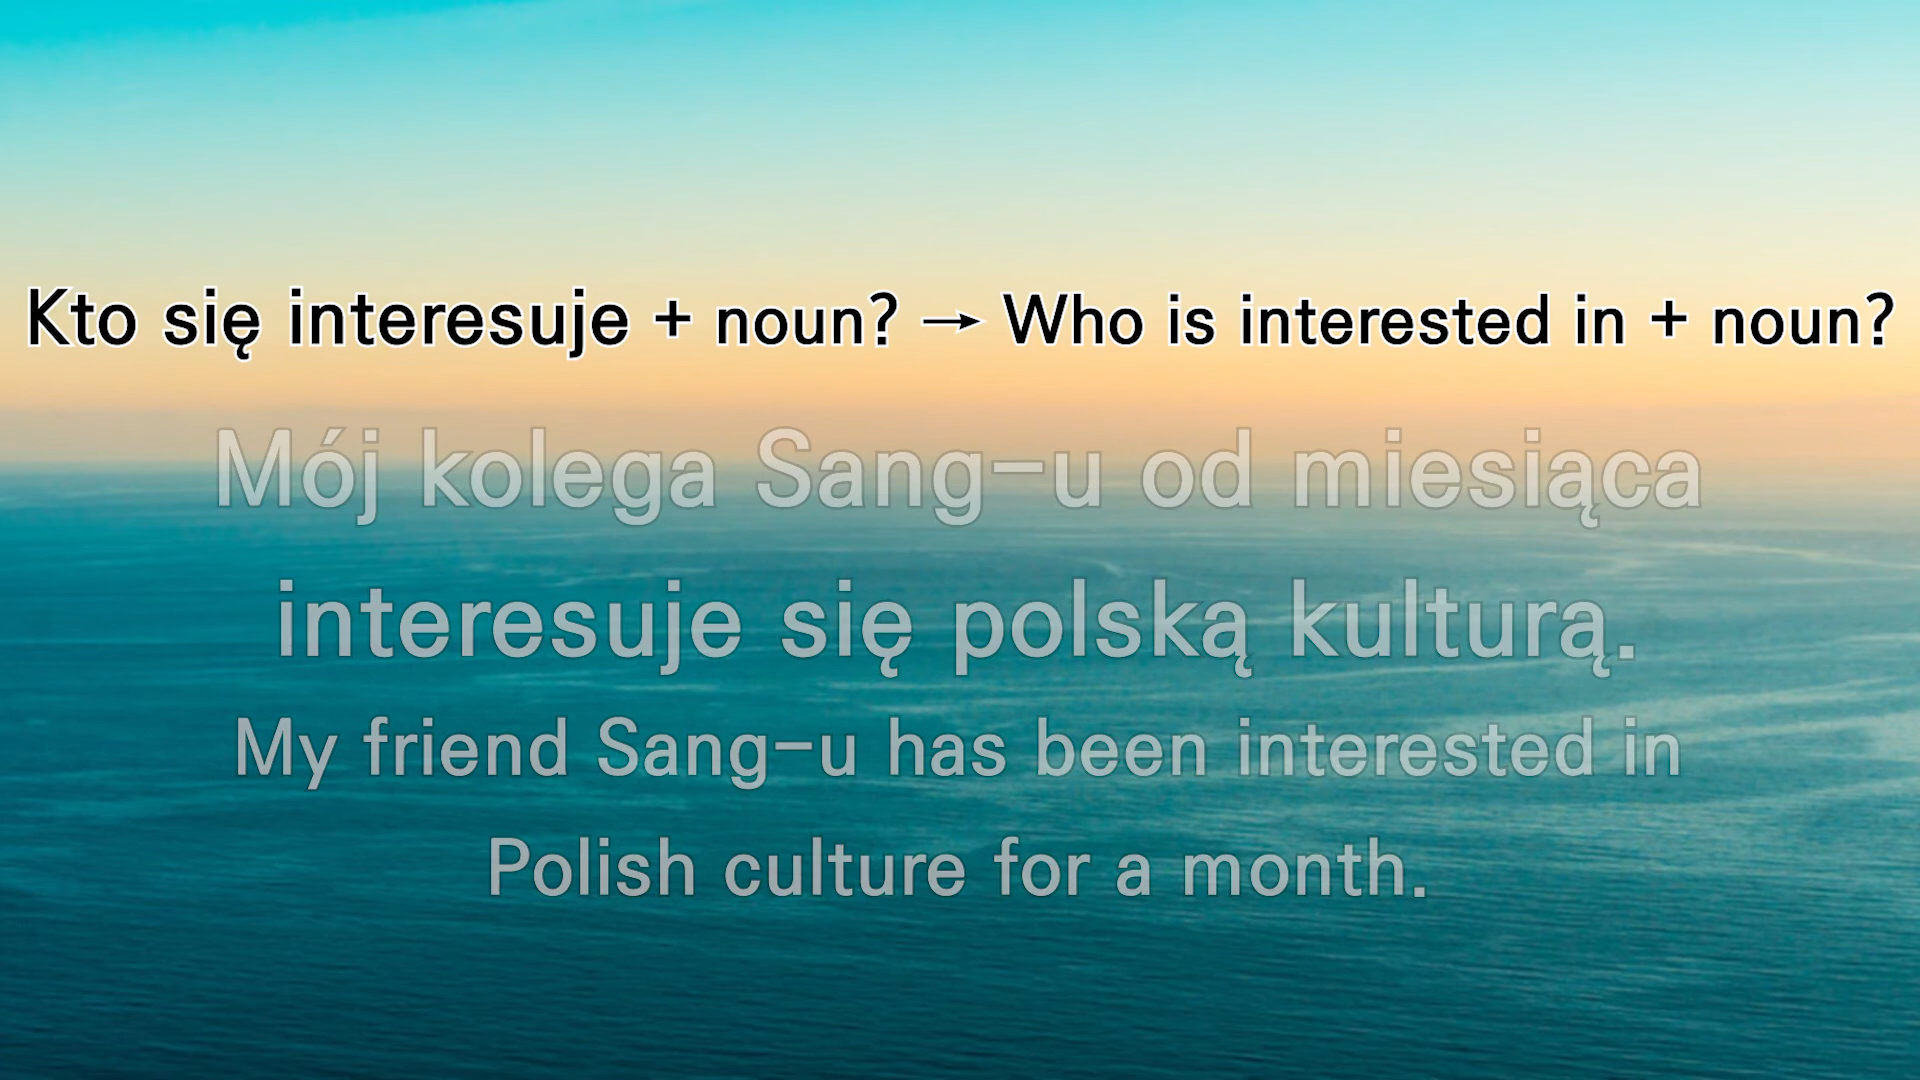 Kto się interesuje + noun? → Who is interested in + noun?
Mój kolega Sang-u od miesiąca
interesuje się polską kulturą.
My friend Sang-u has been interested in
Polish culture for a month.